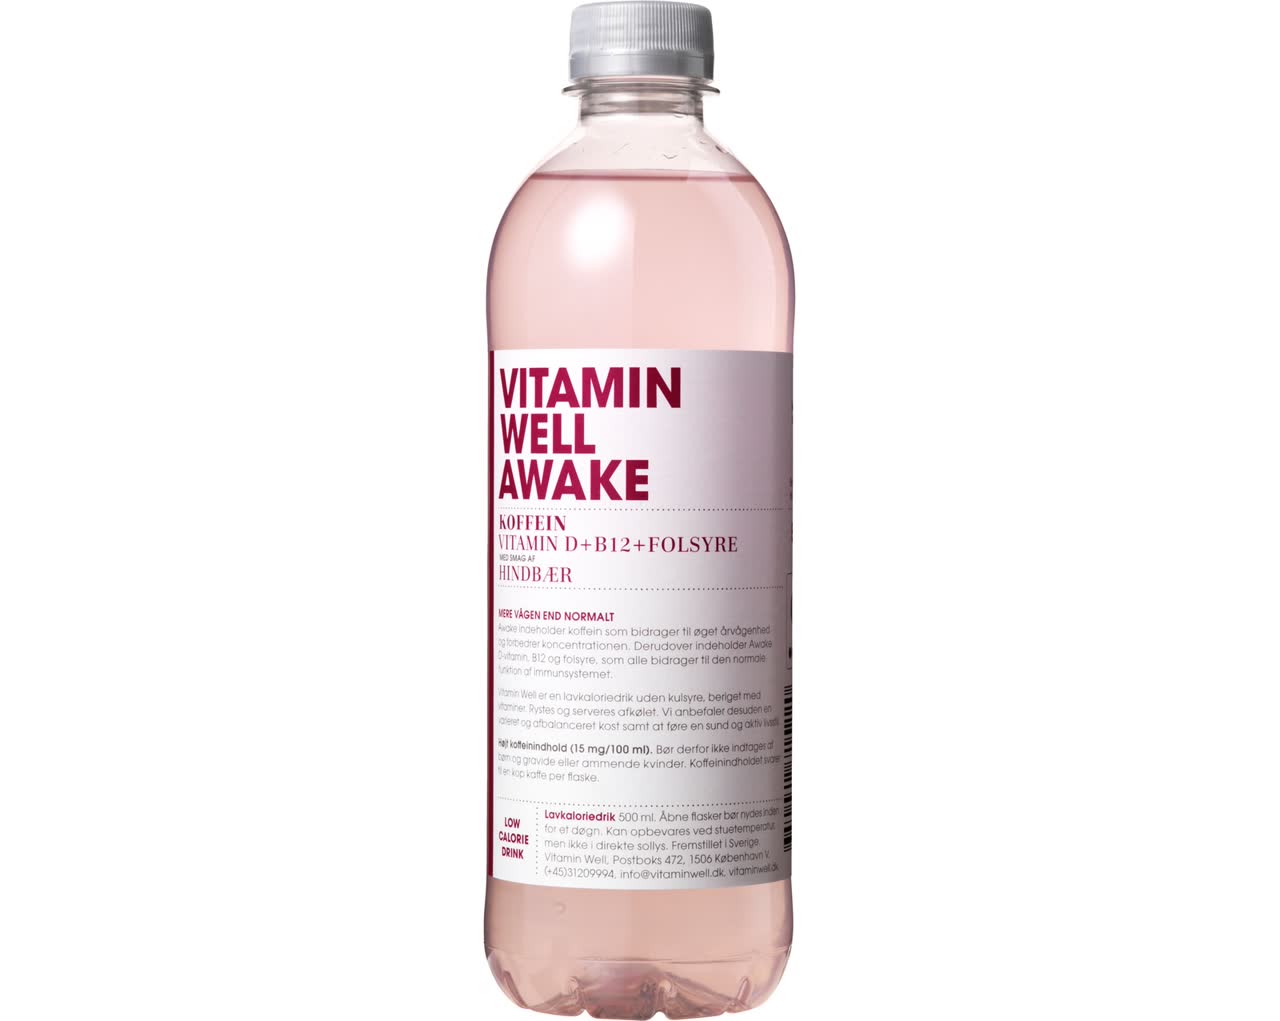 VITAMIN
WELL
AWAKE
KOFFEIN
VITAMIN D+B12+FOLSYRE
MED SMAG AF
HINDBÆR
MERE VÅGEN END NORMALT
Awake indeholder koffein som bidrager til øget årvågenhed
og forbedrer koncentrationen. Derudover indeholder Awake
D-vitamin, B12 og folsyre, som alle bidrager til den normale
funktion af immunsystemet.
Vitamin Well er en lavkaloriedrik uden kulsyre, beriget med
vitaminer. Rystes og serveres afkølet. Vi anbefaler desuden en
varieret og afbalanceret kost samt at føre en sund og aktiv livsstil.
Højt koffeinindhold (15 mg/100 ml). Bør derfor ikke indtages af
børn og gravide eller ammende kvinder. Koffeinindholdet svarer
til en kop kaffe per flaske.
LOW
CALORIE
DRINK
Lavkaloriedrik 500 ml. Åbne flasker bør nydes inden
for et døgn. Kan opbevares ved stuetemperatur,
men ikke i direkte sollys. Fremstillet i Sverige.
Vitamin Well, Postboks 472, 1506 København V.
(+45)31209994, info@vitaminwell.dk, vitaminwell.dk